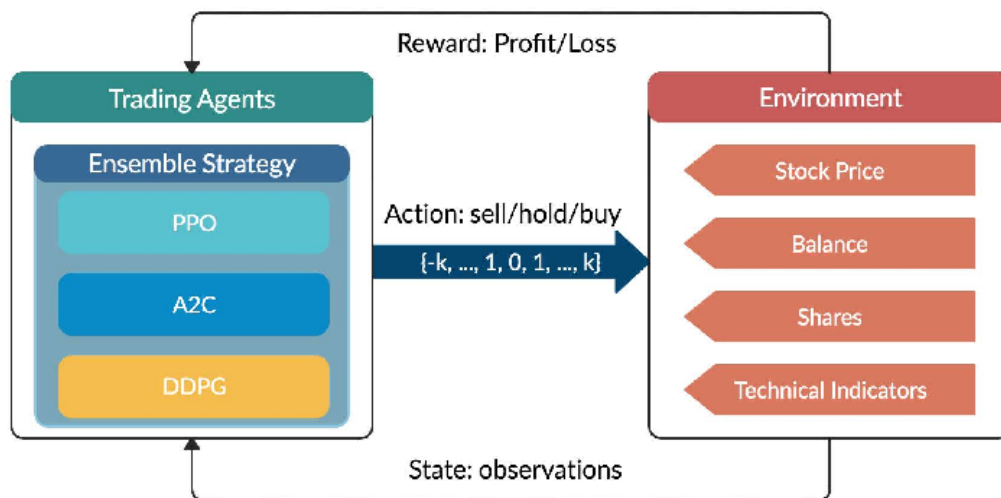 Reward: Profit/Loss
Trading Agents
Ensemble Strategy
PPO
A2C
DDPG
Action: sell/hold/buy
{-k, ..., 1, 0, 1, ..., k}
Environment
Stock Price
Balance
Shares
Technical Indicators
State: observations